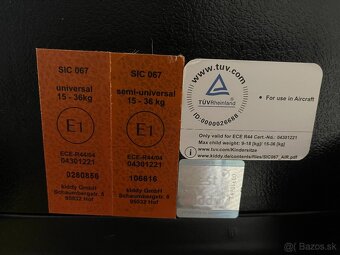 SIC 067
universal
15 - 36kg
E1
ECE-R44/04
04301221
0280856
kiddy GmbH
Schaumbergstr. 8
95032 Hof
SIC 067
semi-universal
15 - 36 kg
E1
ECE-R44/04
04301221
106616
kiddy GmbH
Schaumbergstr. 8
95032 Hof
www.tuv.com
TÜVRheinland
ID:0000026680
• For use in Aircraft
Only valid for ECE R44 Cert.-No.: 04301221
Max child weight: 9-18 [kg]/ 15-36 [kg]
www.tuv.com/Kindersitze
www.kiddy.de/contents/files/SIC067_AIR.pdf
© Bazos.sk